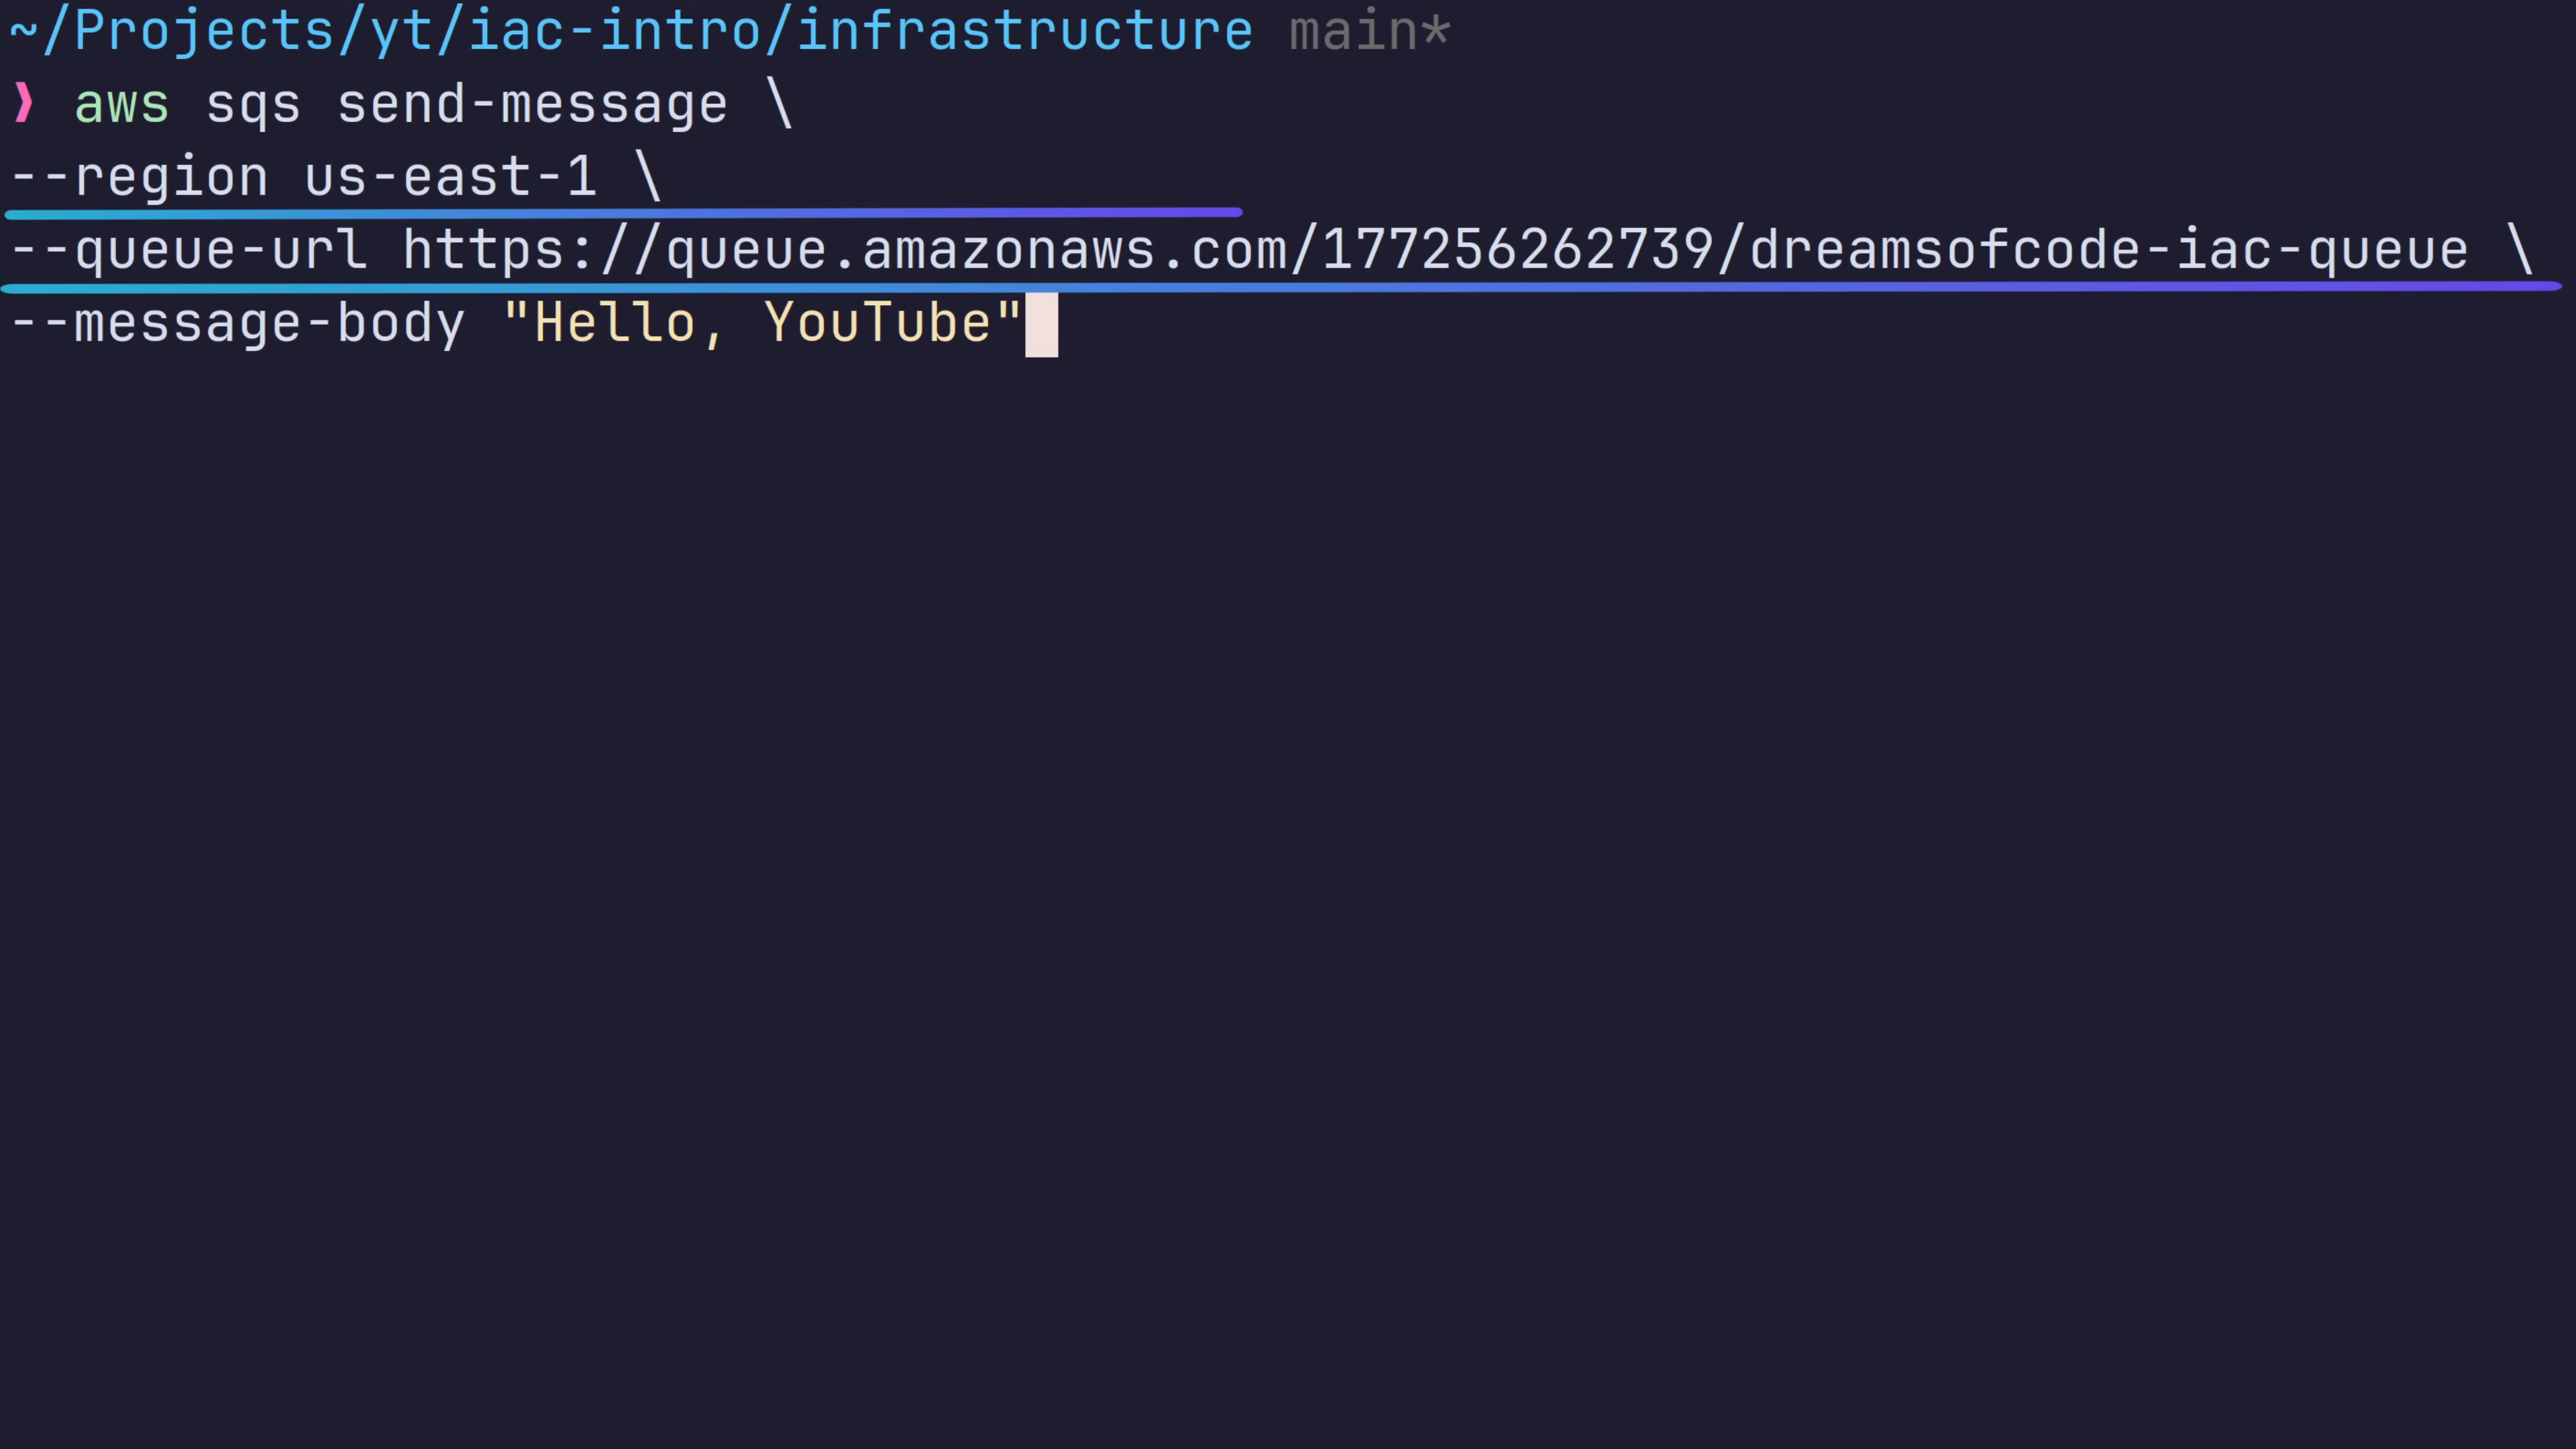 ~/Projects/yt/iac-intro/infrastructure main*
❯ aws sqs send-message \
--region us-east-1 \
--queue-url https://queue.amazonaws.com/177256262739/dreamsofcode-iac-queue \
--message-body "Hello, YouTube"